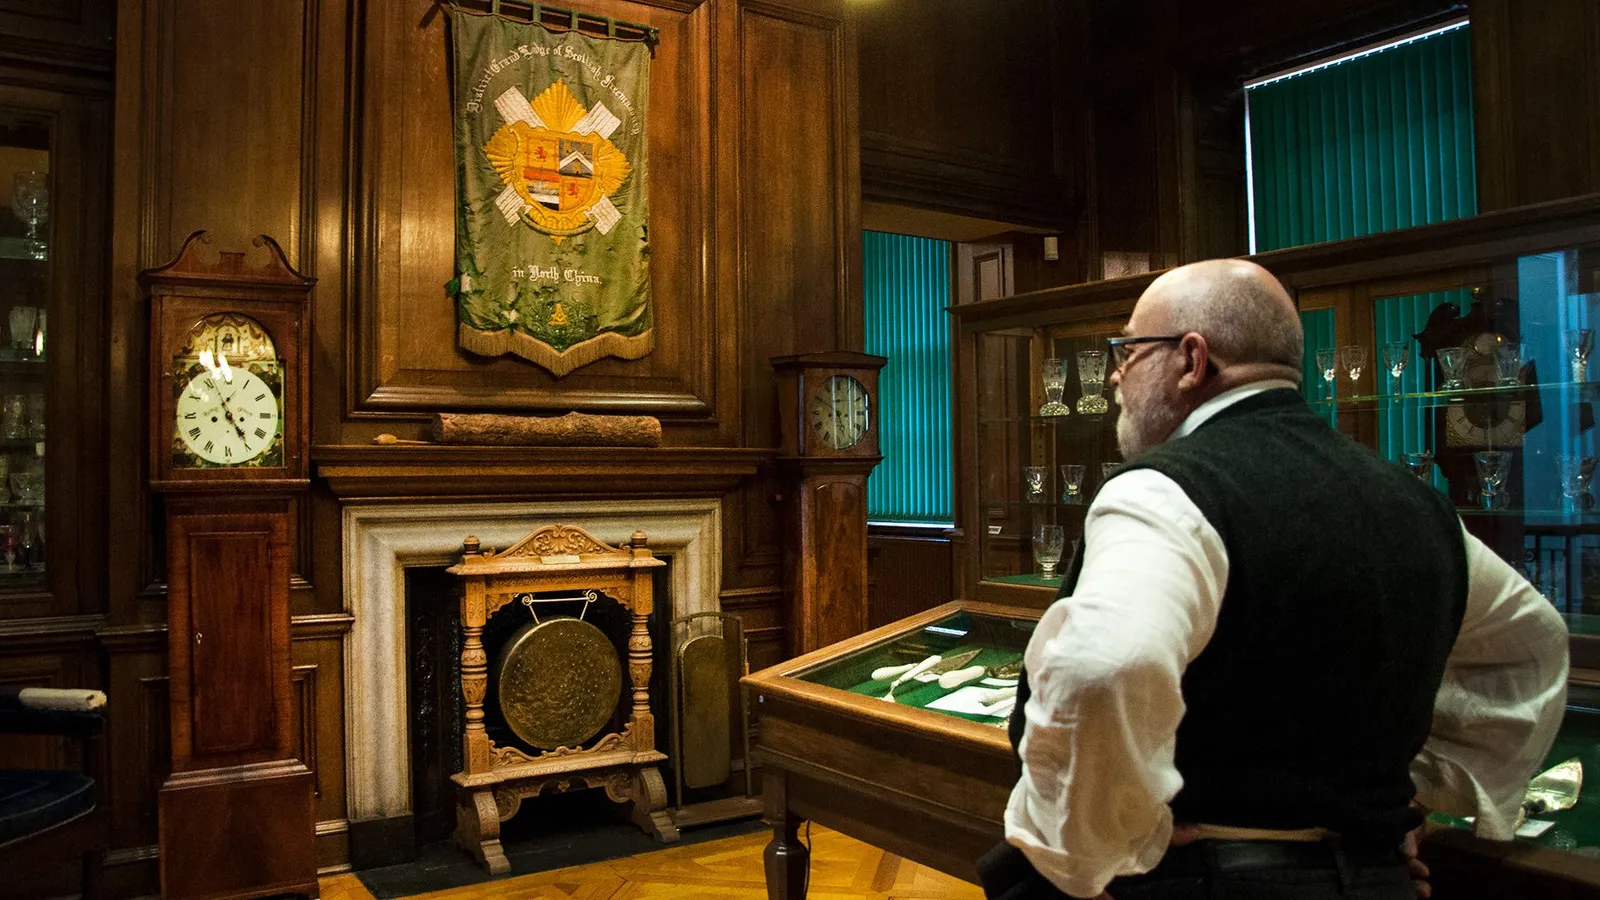 District Grand Lodge of Scottish Freemasonry
in North China.